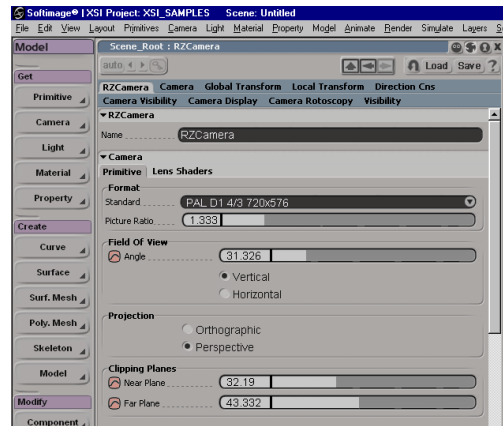 Softimage® | XSI Project: XSI_SAMPLES Scene: Untitled
File Edit View Layout Primitives Camera Light Material Property Model Animate Render Simulate Layers
Model
Scene_Root : RZCamera
auto
Load Save ?
Get
RZCamera Camera Global Transform Local Transform Direction Cns
Camera Visibility Camera Display Camera Rotoscopy Visibility
Primitive
RZCamera
Camera
Name RZCamera
Light
Camera
Material
Primitive Lens Shaders
Format
Property
Standard PAL D1 4/3 720x576
Picture Ratio 1.333
Create
Curve
Field Of View
Angle 31.326
Surface
Vertical
Horizontal
Surf. Mesh
Poly. Mesh
Projection
Orthographic
Skeleton
Perspective
Model
Clipping Planes
Near Plane 32.19
Modify
Far Plane 43.332
Component